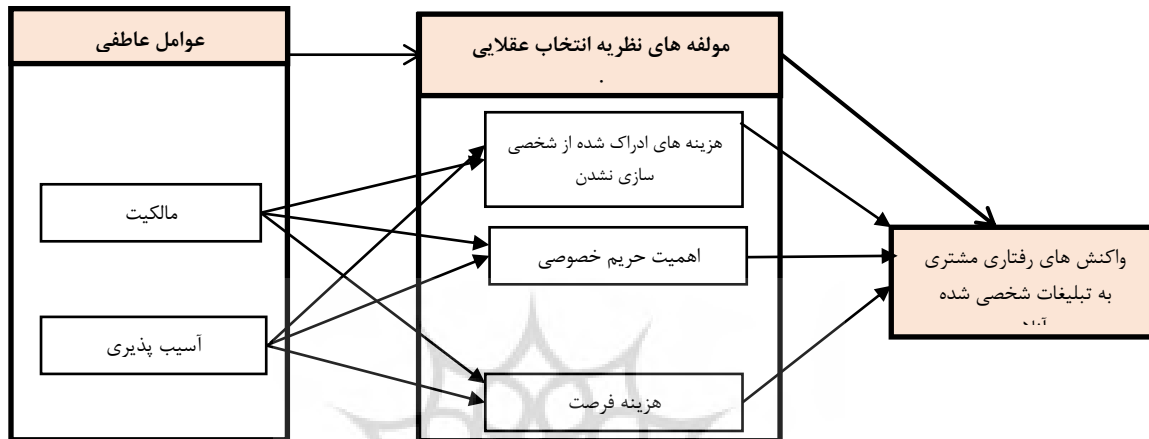 عوامل عاطفی
مولفه های نظریه انتخاب عقلایی
.
هزینه های ادراک شده از شخصی
سازی نشدن
مالکیت
اهمیت حریم خصوصی
واکنش های رفتاری مشتری
به تبلیغات شخصی شده
آسیب پذیری
هزینه فرصت